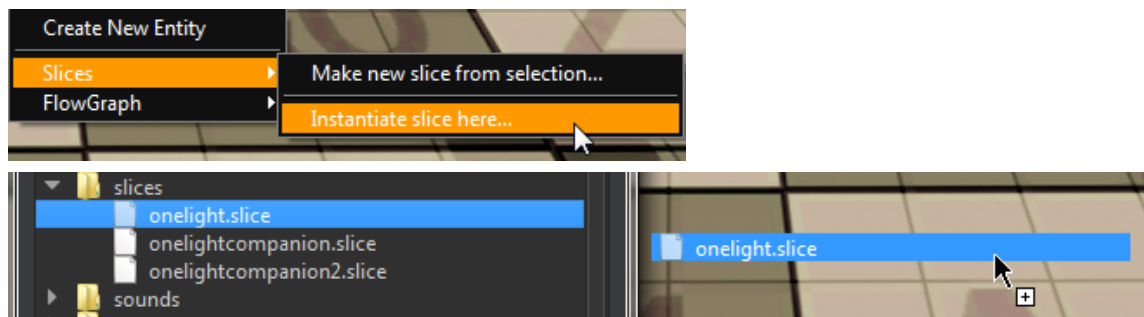 Create New Entity
Slices
Make new slice from selection...
FlowGraph
Instantiate slice here...
slices
onelight.slice
onelight.slice
onelightcompanion.slice
onelightcompanion2.slice
sounds